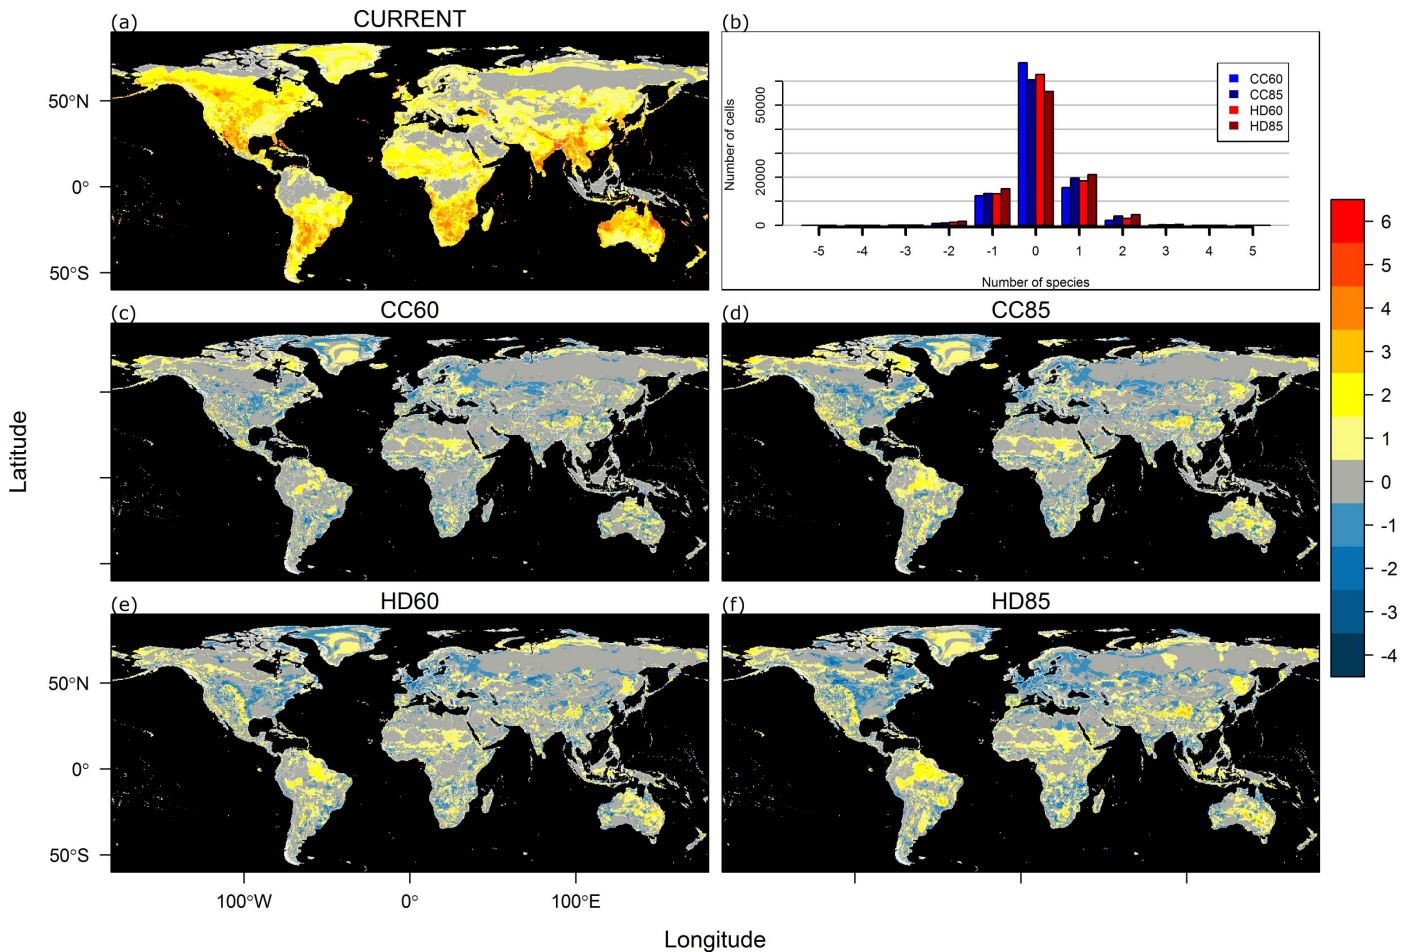 (a) CURRENT
50°N
0°
50°S
(b)
Number of cells
50000
20000
0
CC60
CC85
HD60
HD85
-5 -4 -3 -2 -1 0 1 2 3 4 5
Number of species
(c) CC60
(d) CC85
Latitude
(e) HD60
50°N
0°
50°S
100°W 0° 100°E
(f) HD85
Longitude
6
5
4
3
2
1
0
-1
-2
-3
-4